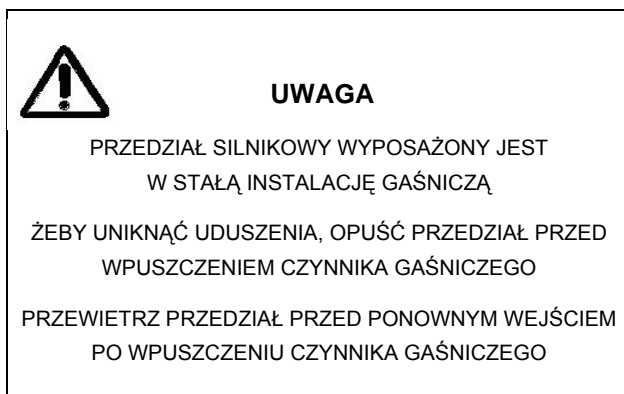 UWAGA
PRZEDZIAŁ SILNIKOWY WYPOSAŻONY JEST
W STAŁĄ INSTALACJĘ GAŚNICZĄ
ŻEBY UNIKNĄĆ UDUSZENIA, OPUŚĆ PRZEDZIAŁ PRZED
WPUSZCZENIEM CZYNNIKA GAŚNICZEGO
PRZEWIETRZ PRZEDZIAŁ PRZED PONOWNYM WEJŚCIEM
PO WPUSZCZENIU CZYNNIKA GAŚNICZEGO